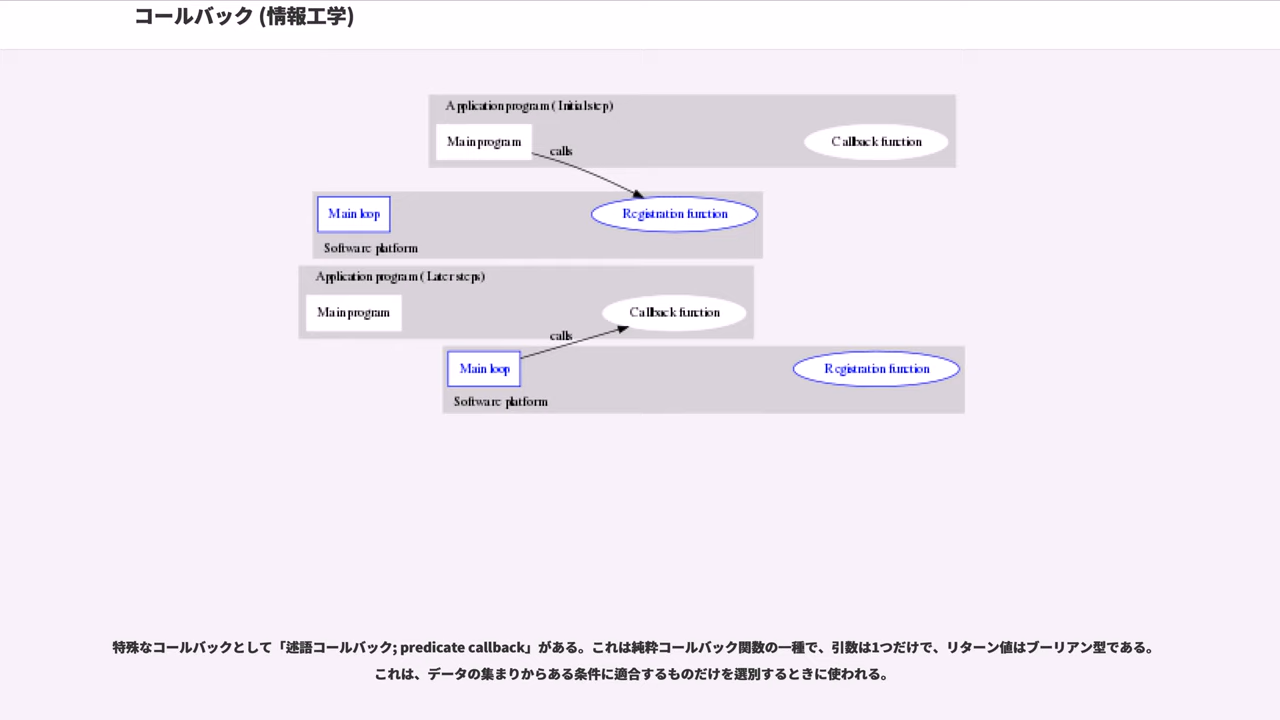 コールバック (情報工学)
Application program ( Initial step)
Main program
calls
Callback function
Main loop
Registration function
Software platform
Application program ( Later steps)
Main program
Callback function
calls
Main loop
Registration function
Software platform
特殊なコールバックとして「述語コールバック; predicate callback」がある。これは純粋コールバック関数の一種で、引数は1つだけで、リターン値はブーリアン型である。
これは、データの集まりからある条件に適合するものだけを選別するときに使われる。